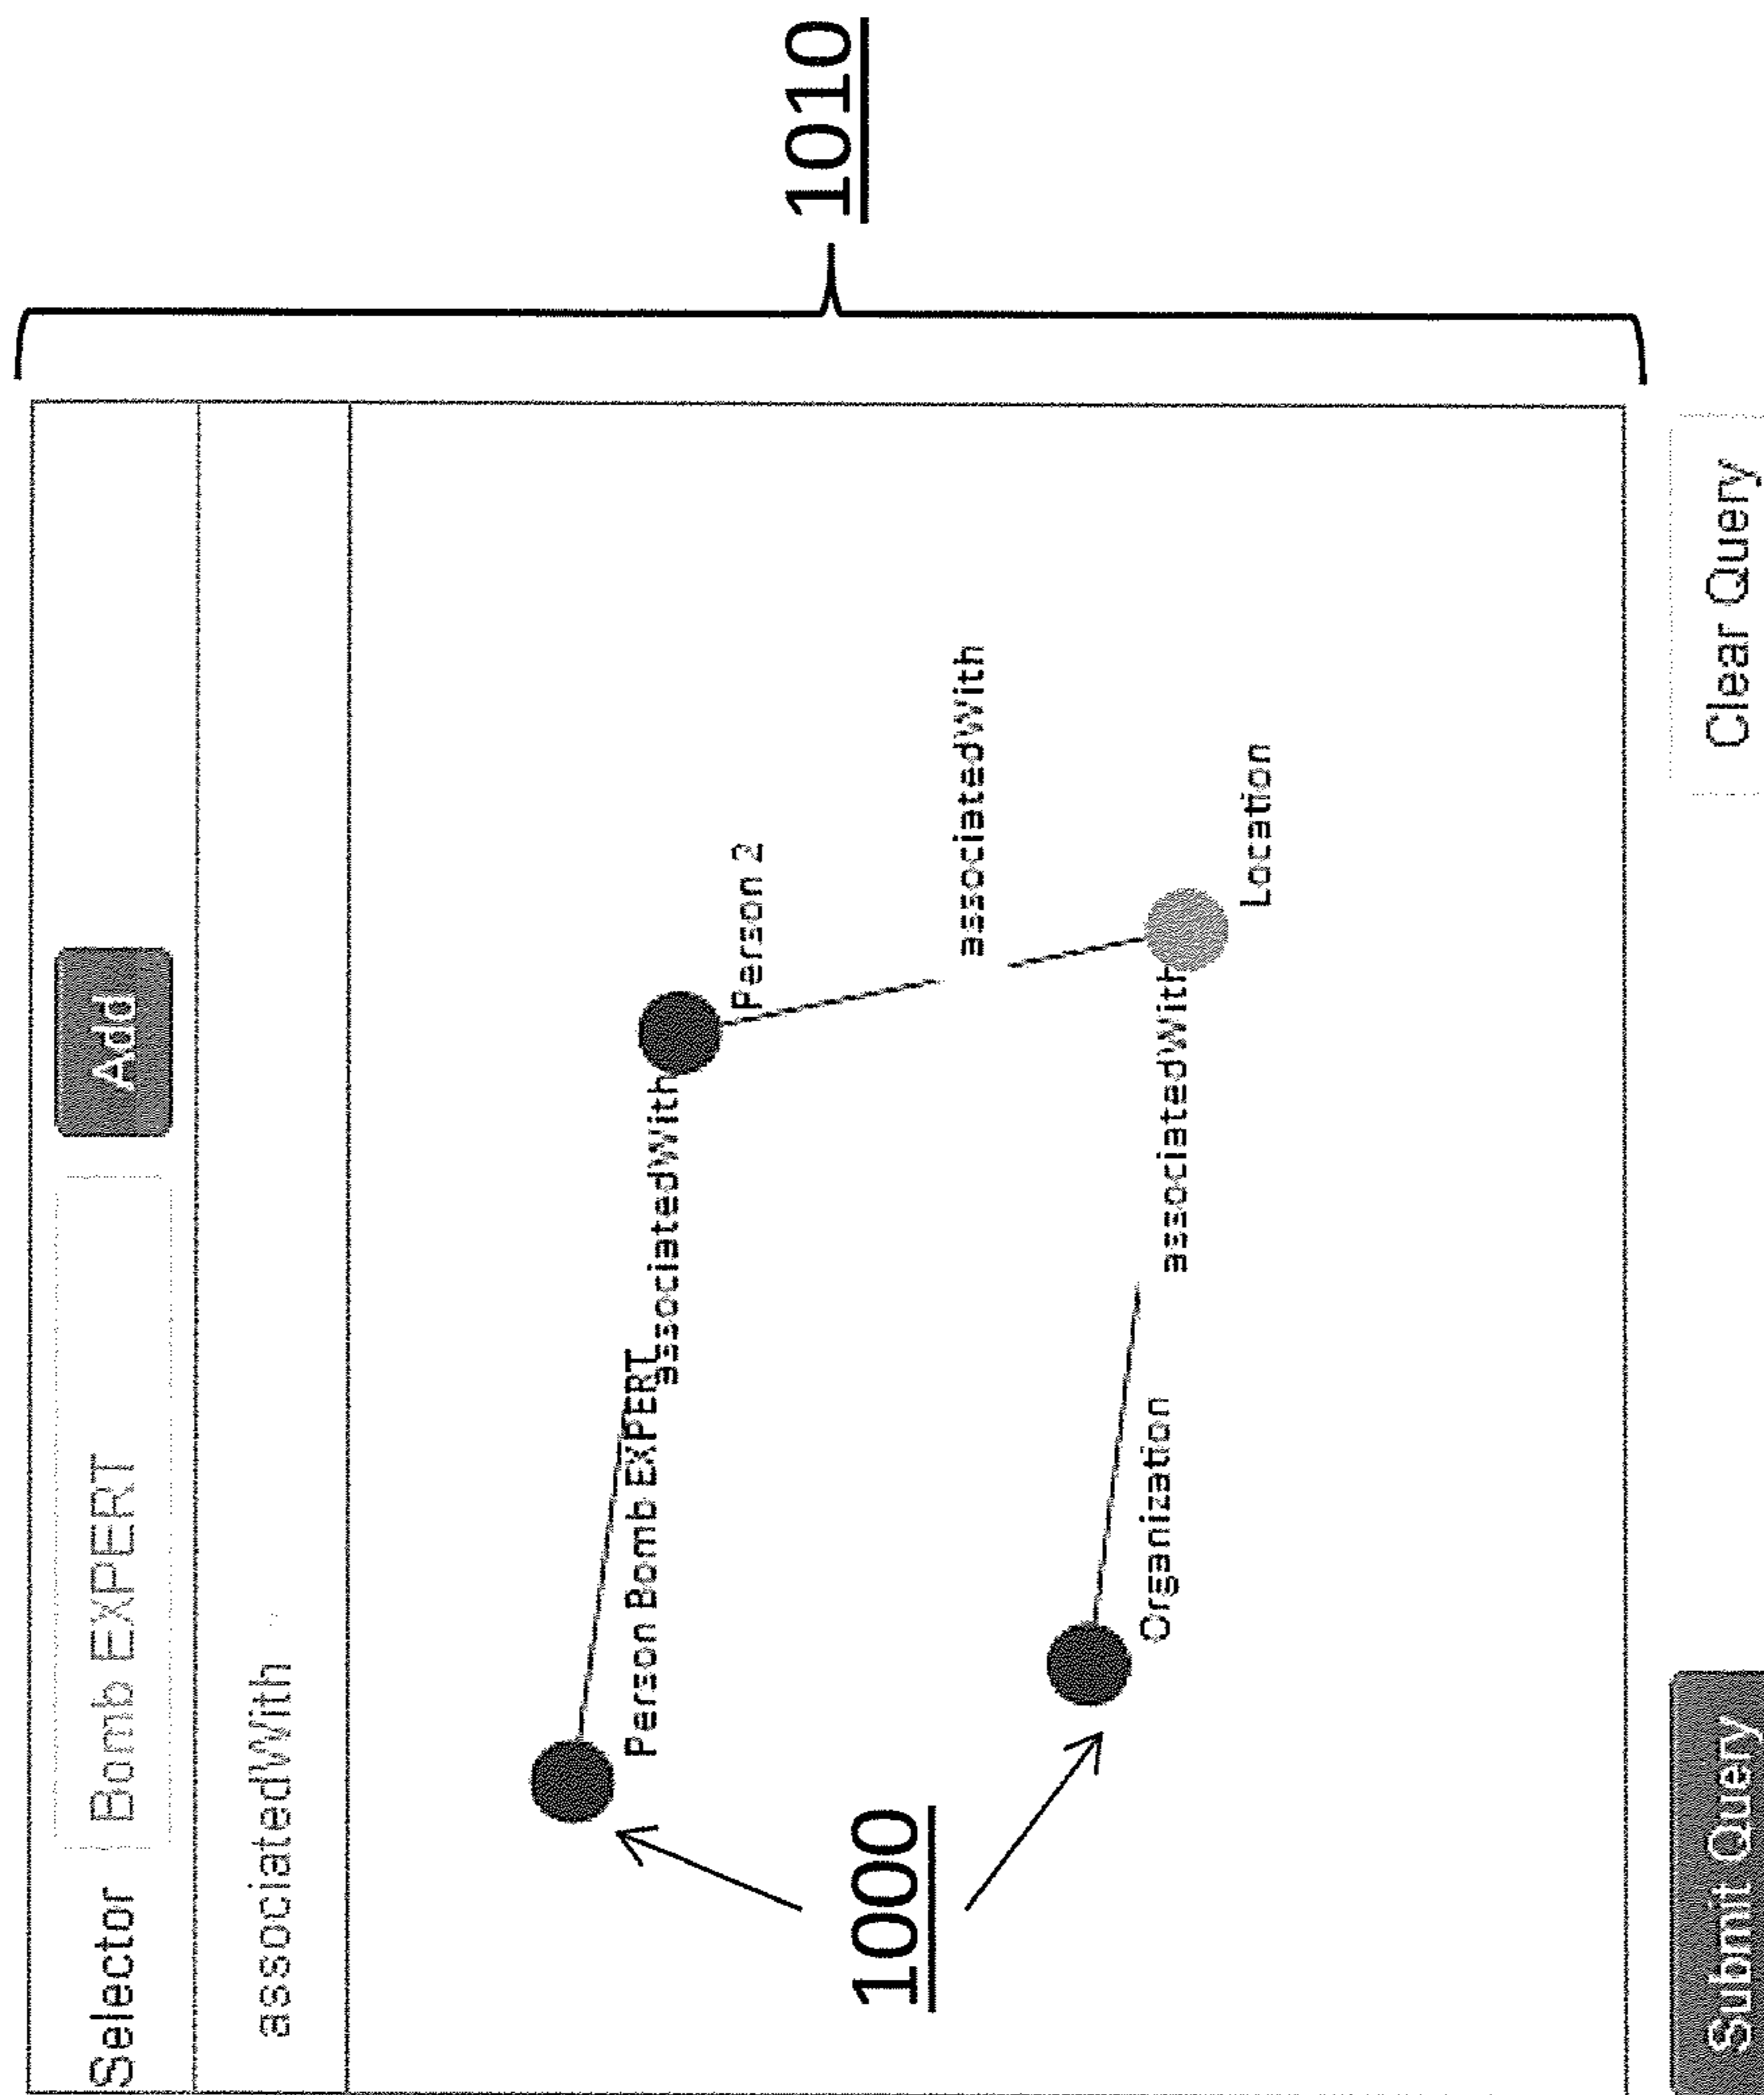 Selector Bomb EXPERT Add
associatedWith
Person Bomb EXPERT
associatedWith
Person 2
associatedWith
1010
1000
Organization
associatedWith
Location
Submit Query Clear Query